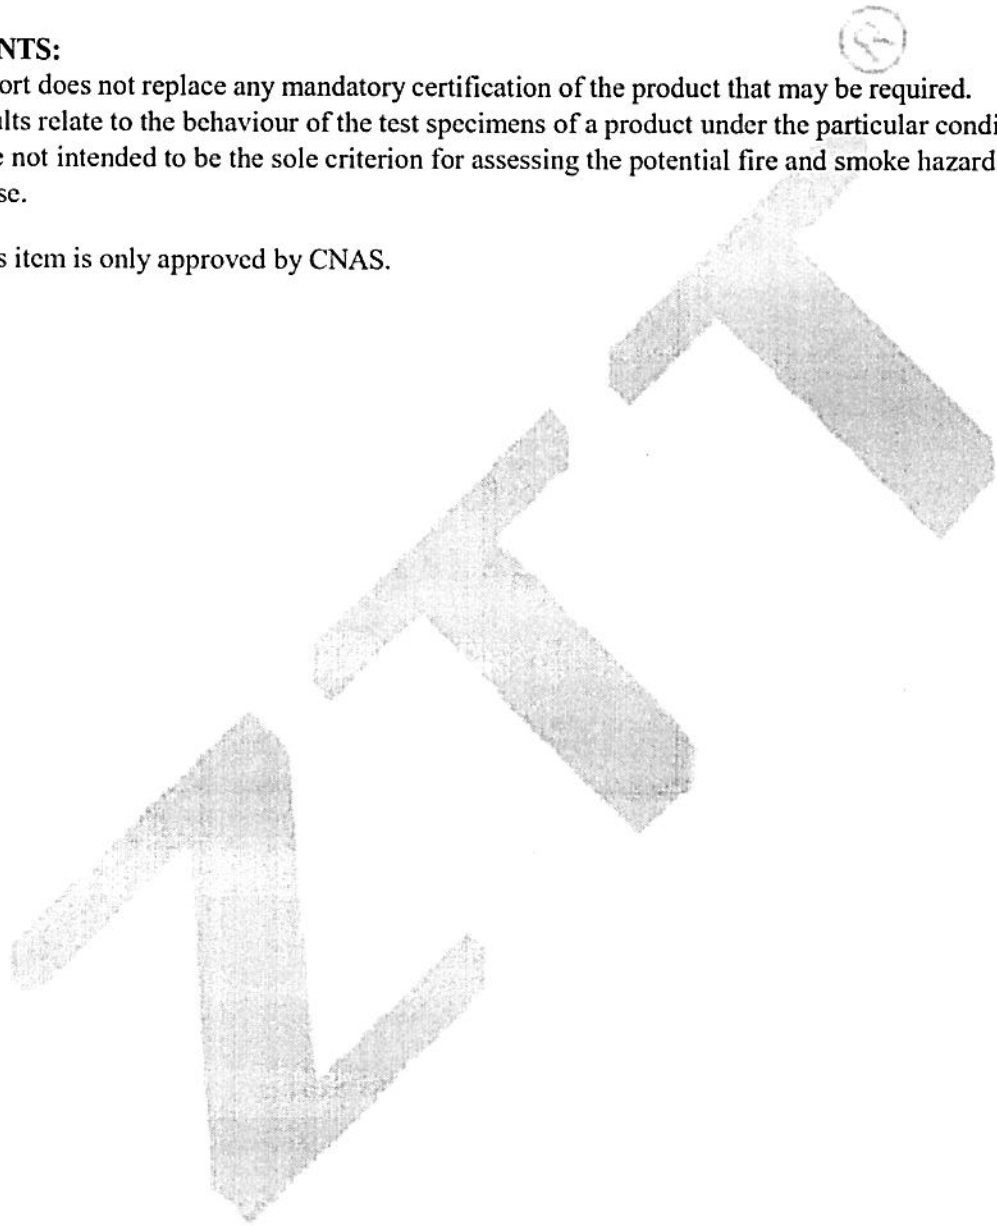 NTS:
ort does not replace any mandatory certification of the product that may be required.
ults relate to the behaviour of the test specimens of a product under the particular condi
e not intended to be the sole criterion for assessing the potential fire and smoke hazard
se.
s item is only approved by CNAS.
ZTT